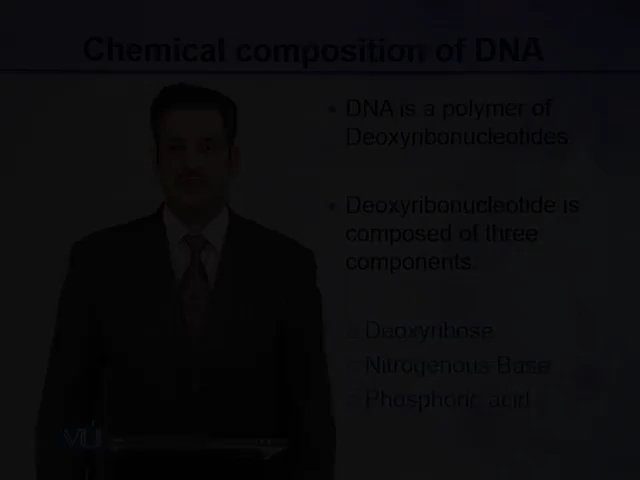 Chemical composition of DNA
• DNA is a polymer of
Deoxyribonucleotides
• Deoxyribonucleotide is
composed of three
components
Deoxyribose
Nitrogenous Base
Phosphoric acid
VU